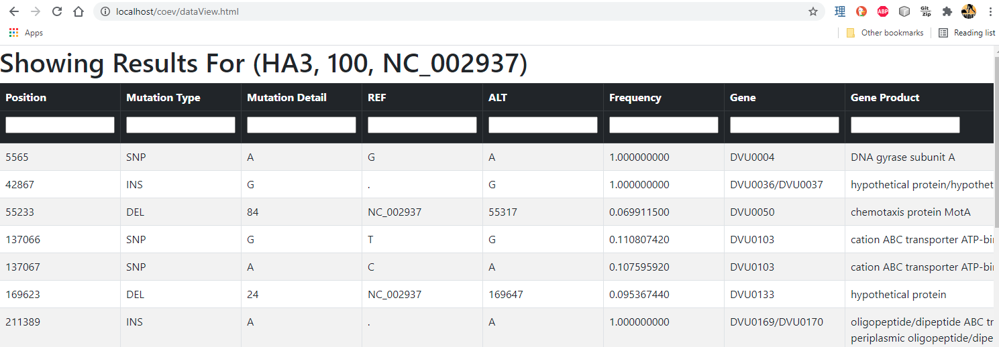 localhost/coev/dataView.html
理 ABP Git Zip
Apps Other bookmarks Reading list
Showing Results For (HA3, 100, NC_002937)
Position Mutation Type Mutation Detail REF ALT Frequency Gene Gene Product
5565 SNP A G A 1.000000000 DVU0004 DNA gyrase subunit A
42867 INS G . G 1.000000000 DVU0036/DVU0037 hypothetical protein/hypothet
55233 DEL 84 NC_002937 55317 0.069911500 DVU0050 chemotaxis protein MotA
137066 SNP G T G 0.110807420 DVU0103 cation ABC transporter ATP-bi
137067 SNP A C A 0.107595920 DVU0103 cation ABC transporter ATP-bi
169623 DEL 24 NC_002937 169647 0.095367440 DVU0133 hypothetical protein
211389 INS A . A 1.000000000 DVU0169/DVU0170 oligopeptide/dipeptide ABC tr
periplasmic oligopeptide/dipe